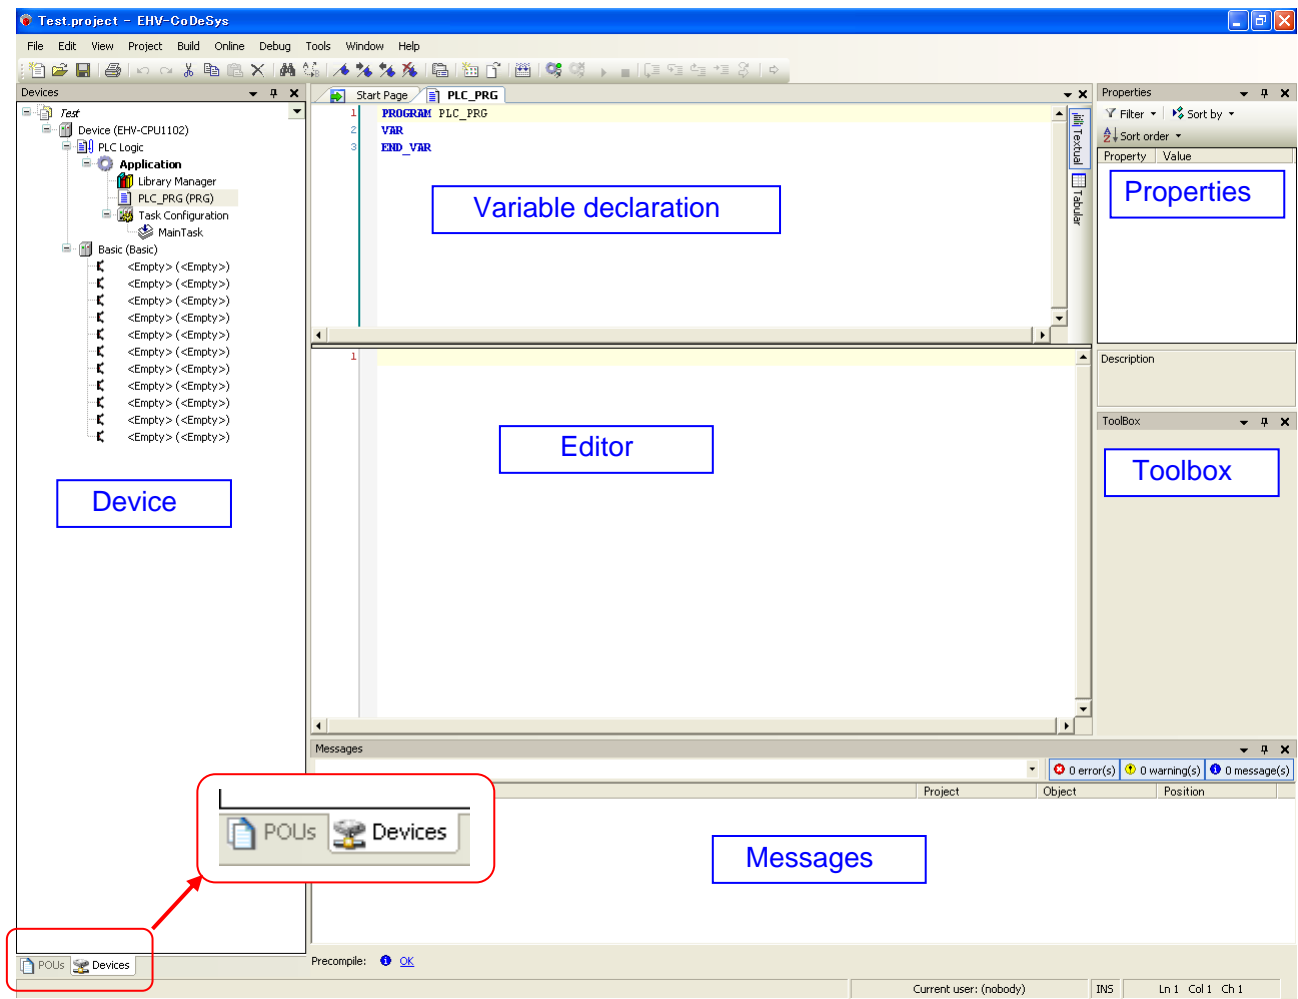 Test.project - EHV-CoDeSys
File Edit View Project Build Online Debug Tools Window Help
Devices
Test
Device (EHV-CPU1102)
PLC Logic
Application
Library Manager
PLC_PRG (PRG)
Task Configuration
MainTask
Basic (Basic)
<Empty> (<Empty>)
<Empty> (<Empty>)
<Empty> (<Empty>)
<Empty> (<Empty>)
<Empty> (<Empty>)
<Empty> (<Empty>)
<Empty> (<Empty>)
<Empty> (<Empty>)
<Empty> (<Empty>)
<Empty> (<Empty>)
<Empty> (<Empty>)
Device
POUs Devices
POUs Devices
Start Page PLC_PRG
1 PROGRAM PLC_PRG
2 VAR
3 END_VAR
Variable declaration
Textual
Tabular
1
Editor
Properties
Filter Sort by
Sort order
Property Value
Properties
Description
ToolBox
Toolbox
Messages
0 error(s) 0 warning(s) 0 message(s)
Project Object Position
Messages
Precompile: OK
Current user: (nobody) INS Ln 1 Col 1 Ch 1